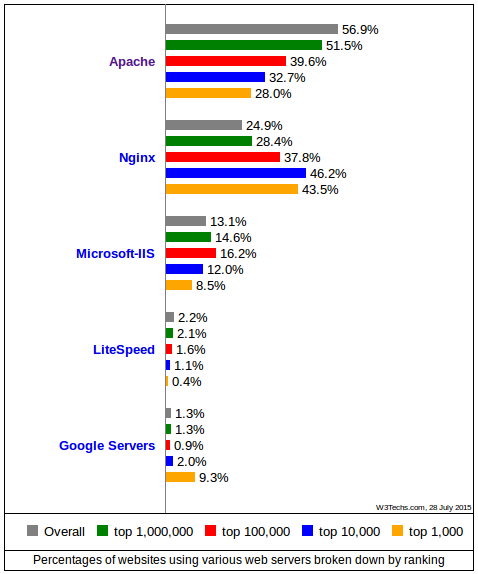 56.9%
51.5%
Apache 39.6%
32.7%
28.0%
24.9%
28.4%
Nginx 37.8%
46.2%
43.5%
13.1%
14.6%
Microsoft-IIS 16.2%
12.0%
8.5%
2.2%
2.1%
LiteSpeed 1.6%
1.1%
0.4%
1.3%
1.3%
Google Servers 0.9%
2.0%
9.3%
W3Techs.com, 28 July 2015
Overall top 1,000,000 top 100,000 top 10,000 top 1,000
Percentages of websites using various web servers broken down by ranking